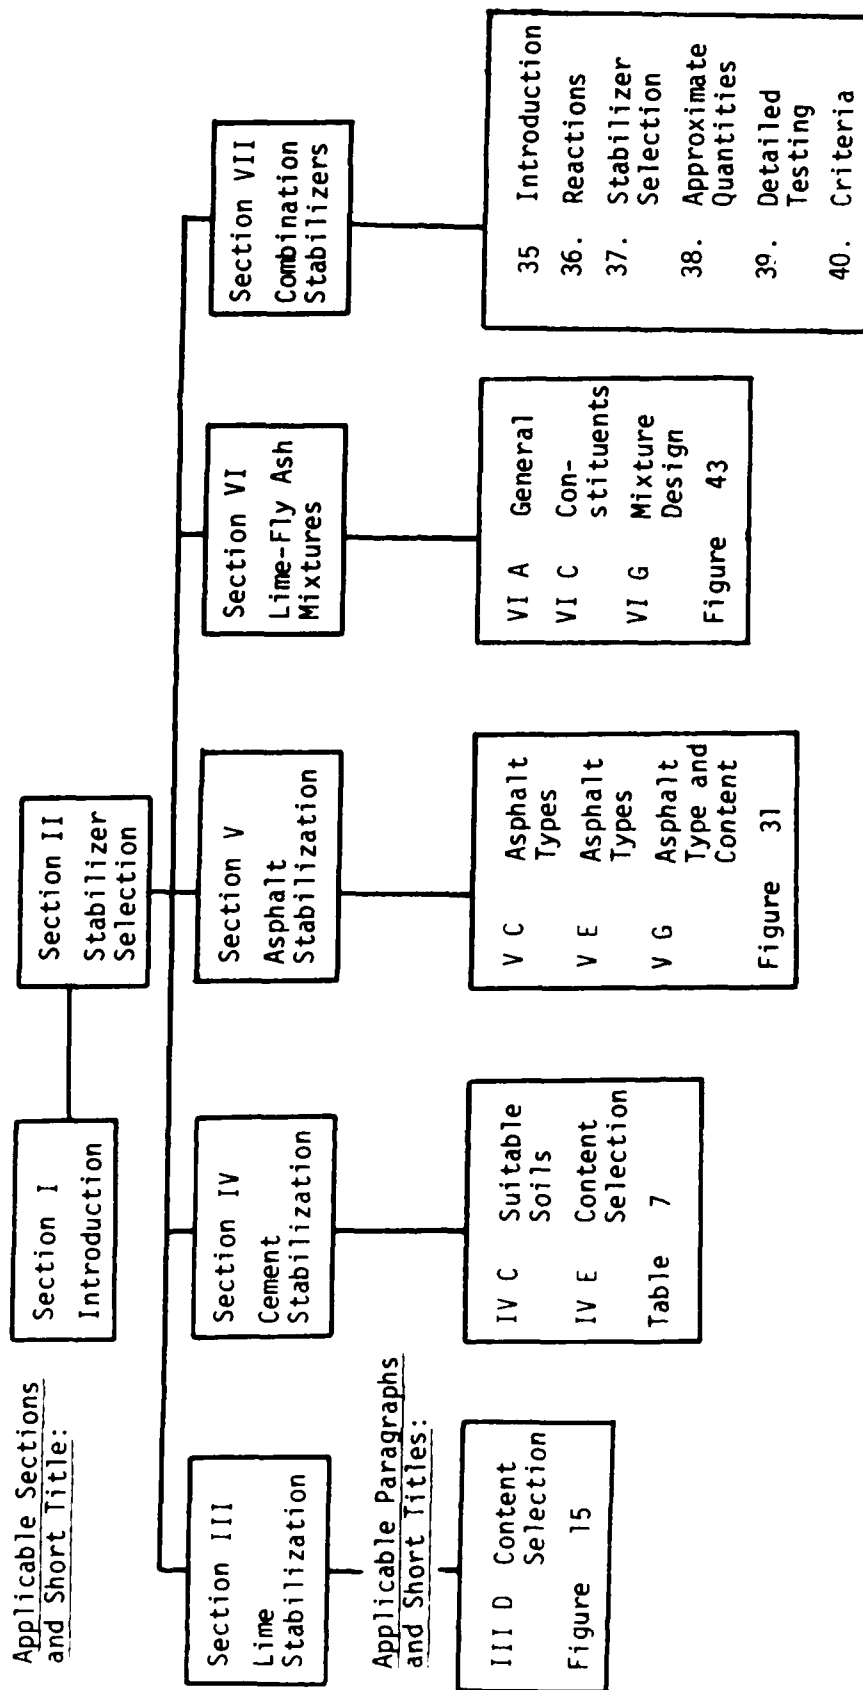 Applicable Sections
and Short Title:
Section I
Introduction
Section II
Stabilizer
Selection
Section III
Lime
Stabilization
Section IV
Cement
Stabilization
Section V
Asphalt
Stabilization
Section VI
Lime-Fly Ash
Mixtures
Section VII
Combination
Stabilizers
Applicable Paragraphs
and Short Titles:
III D Content
Selection
Figure 15
IV C Suitable
Soils
IV E Content
Selection
Table 7
V C Asphalt
Types
V E Asphalt
Types
V G Asphalt
Type and
Content
Figure 31
VI A General
VI C Con-
stituents
VI G Mixture
Design
Figure 43
35 Introduction
36. Reactions
37. Stabilizer
Selection
38. Approximate
Quantities
39. Detailed
Testing
40. Criteria